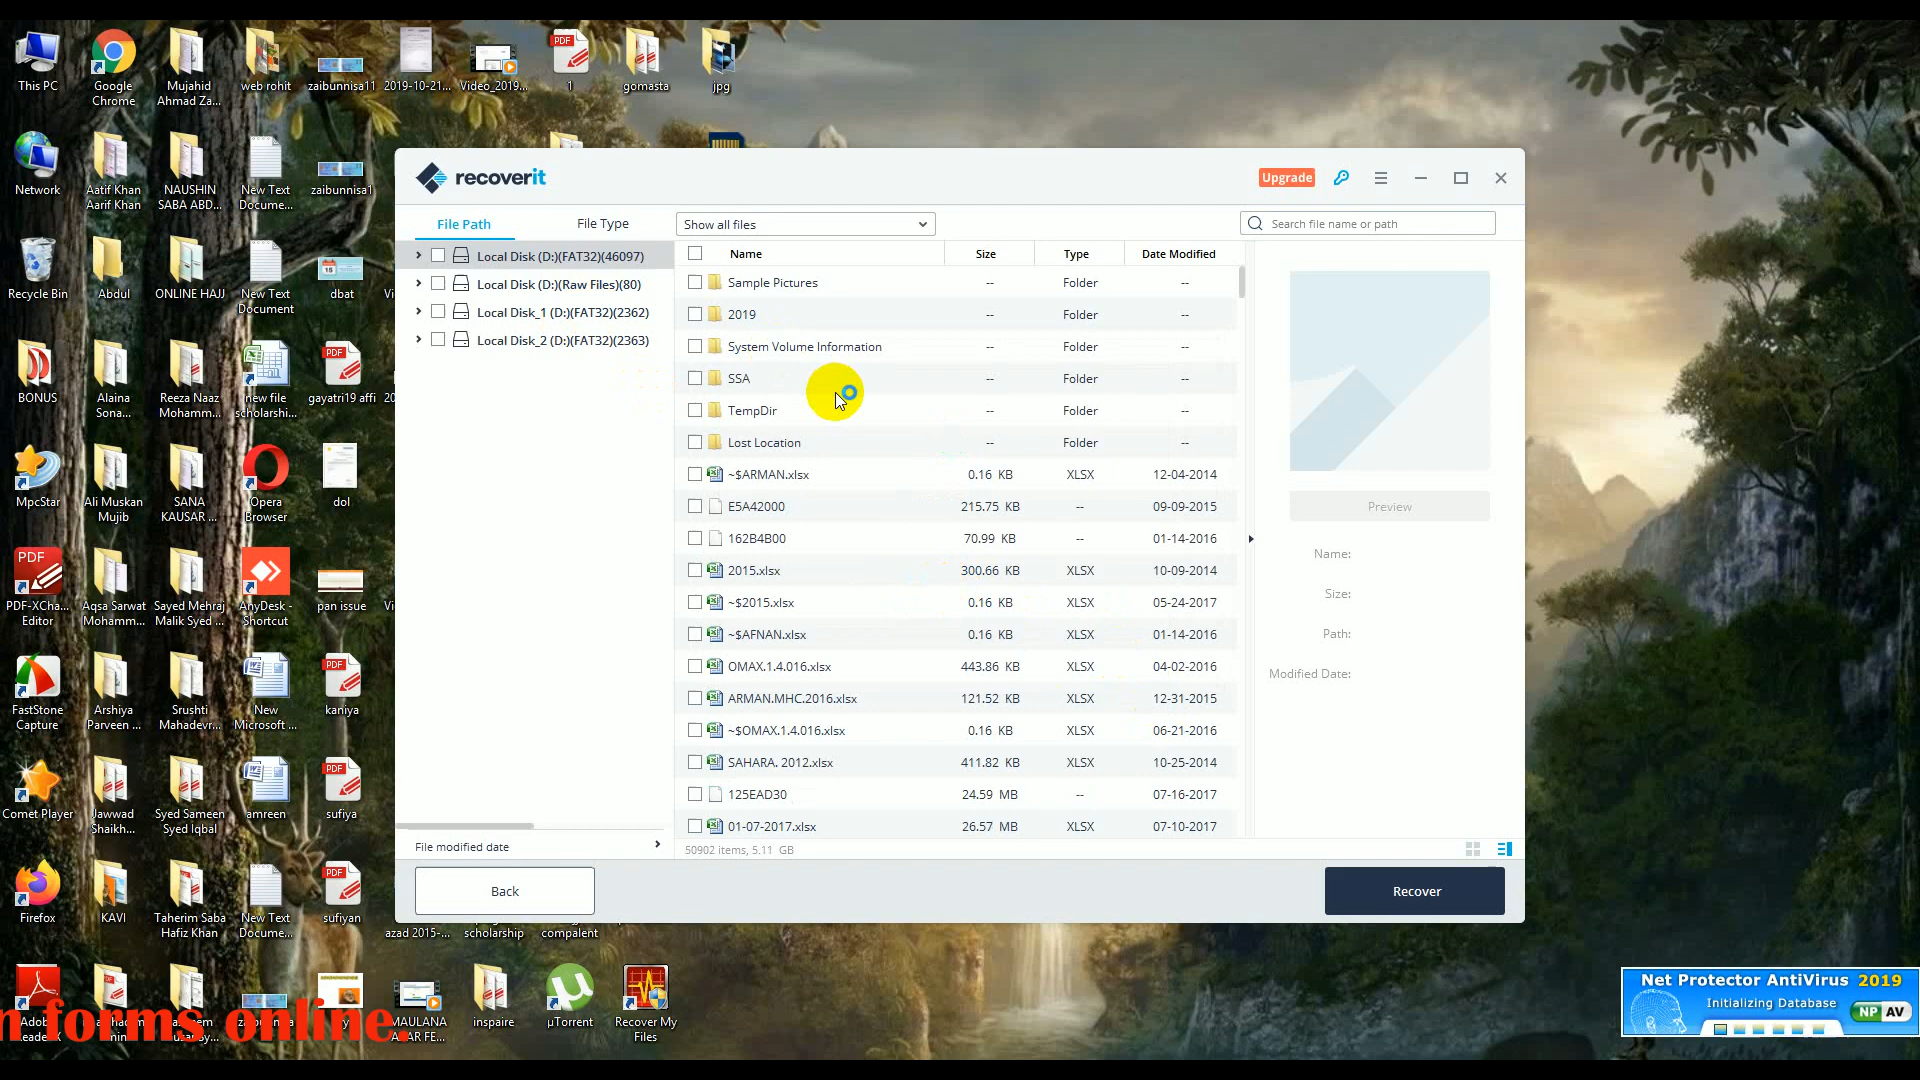 This PC
Google
Chrome
Mujahid
Ahmad Za...
web rohit
zaibunnisa11
2019-10-21...
Video_2019...
PDF
1
gomasta
jpg
Network
Aatif Khan
Aarif Khan
NAUSHIN
SABA ABD...
New Text
Docume...
zaibunnisa1
Recycle Bin
Abdul
ONLINE HAJJ
New Text
Document
dbat
BONUS
Alaina
Sona...
Reeza Naaz
Mohamm...
new file
scholarshi...
PDF
gayatri19 affi
MpcStar
Ali Muskan
Mujib
SANA
KAUSAR ...
Opera
Browser
dol
PDF
PDF-XCha...
Editor
Aqsa Sarwat
Mohamm...
Sayed Mehraj
Malik Syed ...
AnyDesk -
Shortcut
pan issue
FastStone
Capture
Arshiya
Parveen ...
Srushti
Mahadevr...
New
Microsoft ...
PDF
kaniya
Comet Player
Jawwad
Shaikh...
Syed Sameen
Syed Iqbal
amreen
PDF
sufiya
Firefox
KAVI
Taherim Saba
Hafiz Khan
New Text
Docume...
PDF
sufiyan
azad 2015-...
scholarship
compalent
MAULANA
inspaire
µTorrent
Recover My
Files
recoverit
Upgrade
File Path
File Type
Show all files
Search file name or path
Local Disk (D:)(FAT32)(46097)
Local Disk (D:)(Raw Files)(80)
Local Disk_1 (D:)(FAT32)(2362)
Local Disk_2 (D:)(FAT32)(2363)
Name Size Type Date Modified
Sample Pictures -- Folder --
2019 -- Folder --
System Volume Information -- Folder --
SSA -- Folder --
TempDir -- Folder --
Lost Location -- Folder --
~$ARMAN.xlsx 0.16 KB XLSX 12-04-2014
E5A42000 215.75 KB -- 09-09-2015
162B4B00 70.99 KB -- 01-14-2016
2015.xlsx 300.66 KB XLSX 10-09-2014
~$2015.xlsx 0.16 KB XLSX 05-24-2017
~$AFNAN.xlsx 0.16 KB XLSX 01-14-2016
OMAX.1.4.016.xlsx 443.86 KB XLSX 04-02-2016
ARMAN.MHC.2016.xlsx 121.52 KB XLSX 12-31-2015
~$OMAX.1.4.016.xlsx 0.16 KB XLSX 06-21-2016
SAHARA. 2012.xlsx 411.82 KB XLSX 10-25-2014
125EAD30 24.59 MB -- 07-16-2017
01-07-2017.xlsx 26.57 MB XLSX 07-10-2017
Preview
Name:
Size:
Path:
Modified Date:
File modified date
50902 items, 5.11 GB
Back
Recover
forms online.
Net Protector AntiVirus 2019
Initializing Database
NP AV